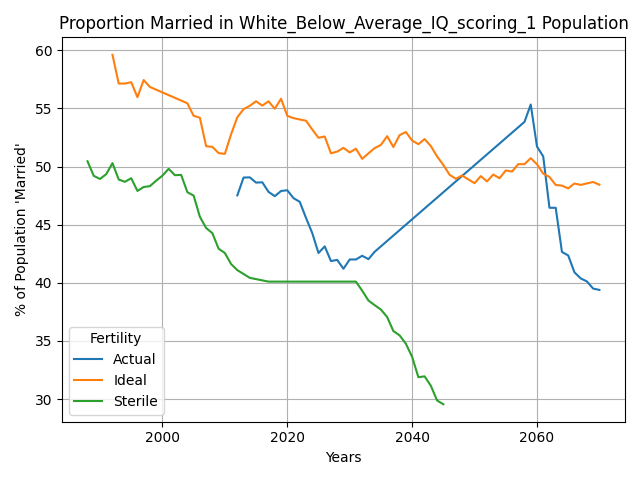 Proportion Married in White_Below_Average_IQ_scoring_1 Population
% of Population 'Married'
60
55
50
45
40
35
30
Fertility
Actual
Ideal
Sterile
2000
2020
2040
2060
Years